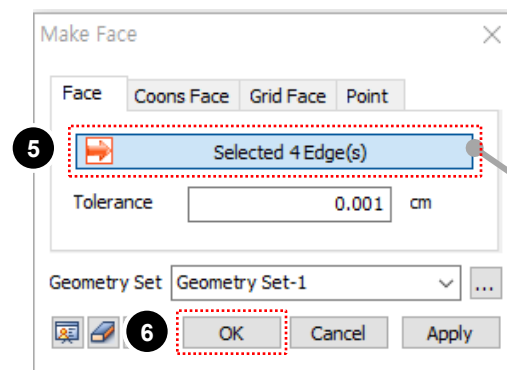 Make Face
Face Coons Face Grid Face Point
5 Selected 4 Edge(s)
Tolerance 0.001 cm
Geometry Set Geometry Set-1 ...
6 OK Cancel Apply